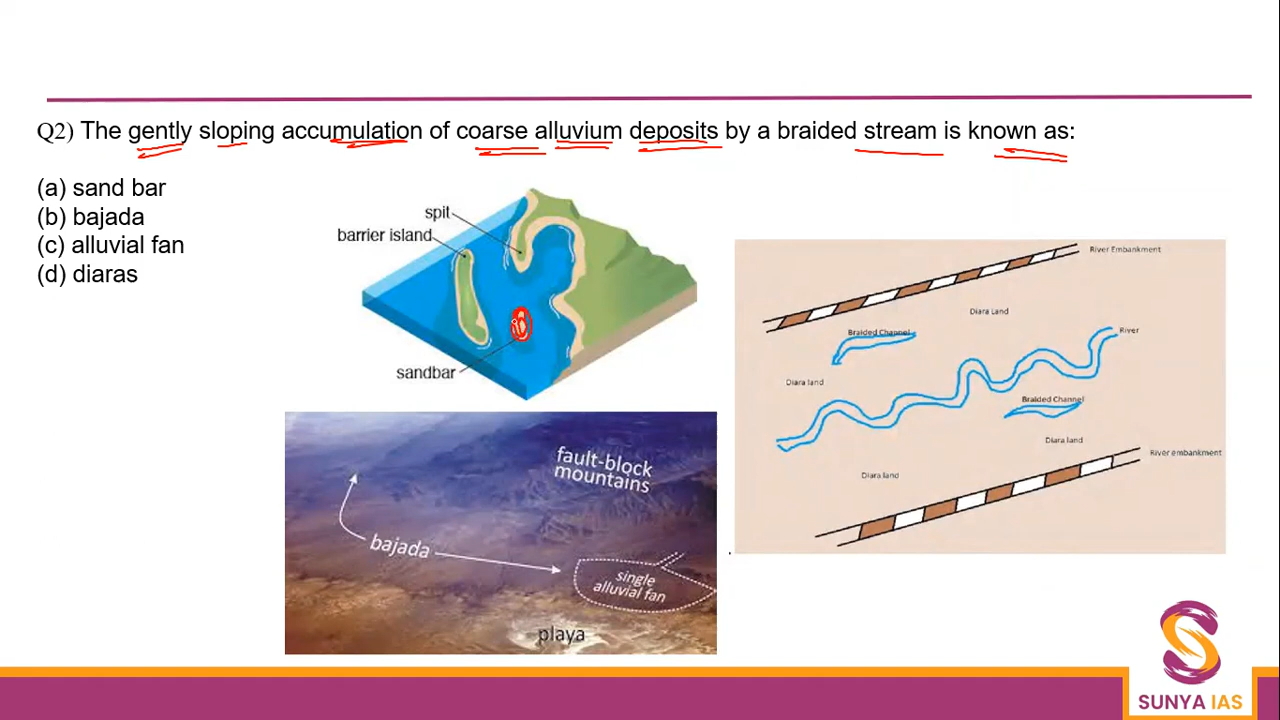 Q2) The gently sloping accumulation of coarse alluvium deposits by a braided stream is known as:
(a) sand bar
(b) bajada
(c) alluvial fan
(d) diaras
spit
barrier island
sandbar
River Embankment
Diara Land
Braided Channel
River
Diara land
Braided Channel
Diara land
River embankment
Diara land
fault-block
mountains
bajada
single
alluvial fan
playa
SUNYA IAS